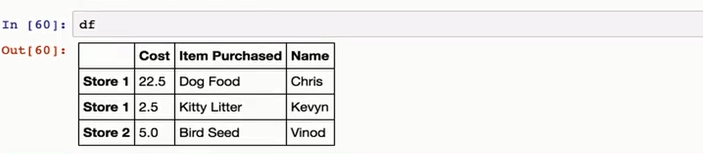 In [60]: df
Out[60]:
Cost Item Purchased Name
Store 1 22.5 Dog Food Chris
Store 1 2.5 Kitty Litter Kevyn
Store 2 5.0 Bird Seed Vinod